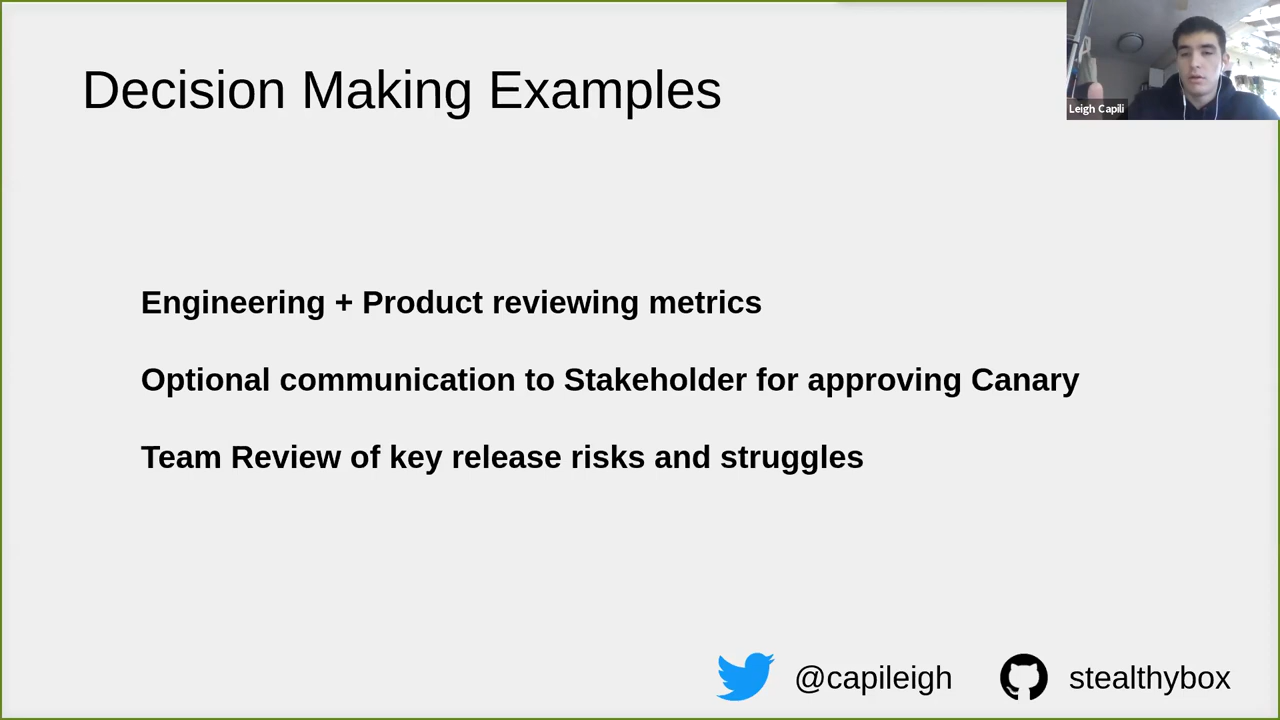 Decision Making Examples
Leigh Capili
Engineering + Product reviewing metrics
Optional communication to Stakeholder for approving Canary
Team Review of key release risks and struggles
@capileigh
stealthybox